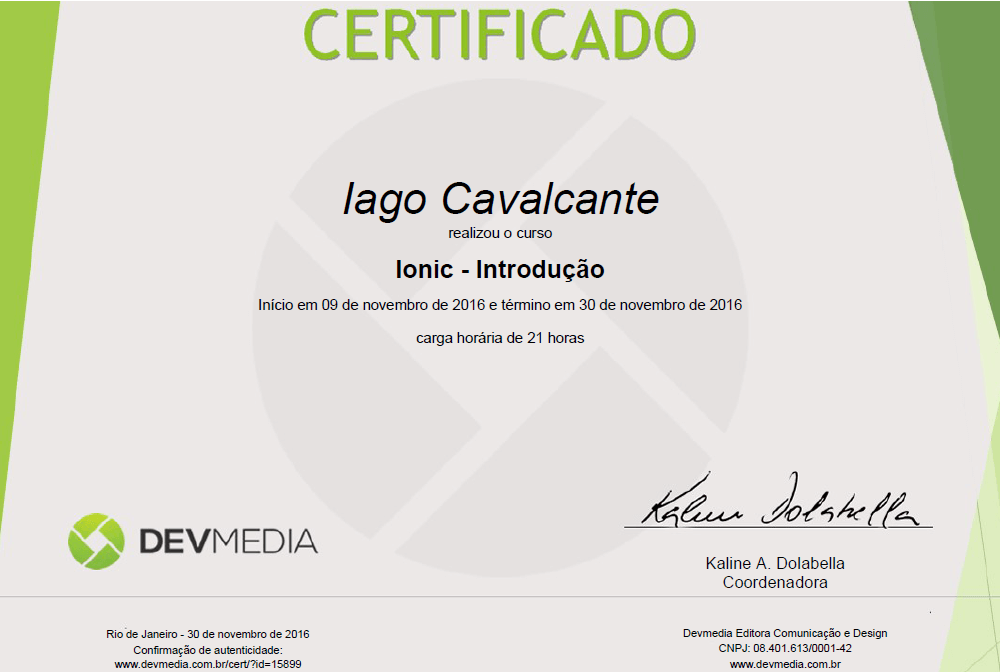 CERTIFICADO
Iago Cavalcante
realizou o curso
Ionic - Introdução
Início em 09 de novembro de 2016 e término em 30 de novembro de 2016
carga horária de 21 horas
Kaline Dolabella
DEVMEDIA
Kaline A. Dolabella
Coordenadora
Rio de Janeiro - 30 de novembro de 2016
Confirmação de autenticidade:
www.devmedia.com.br/cert/?id=15899
Devmedia Editora Comunicação e Design
CNPJ: 08.401.613/0001-42
www.devmedia.com.br